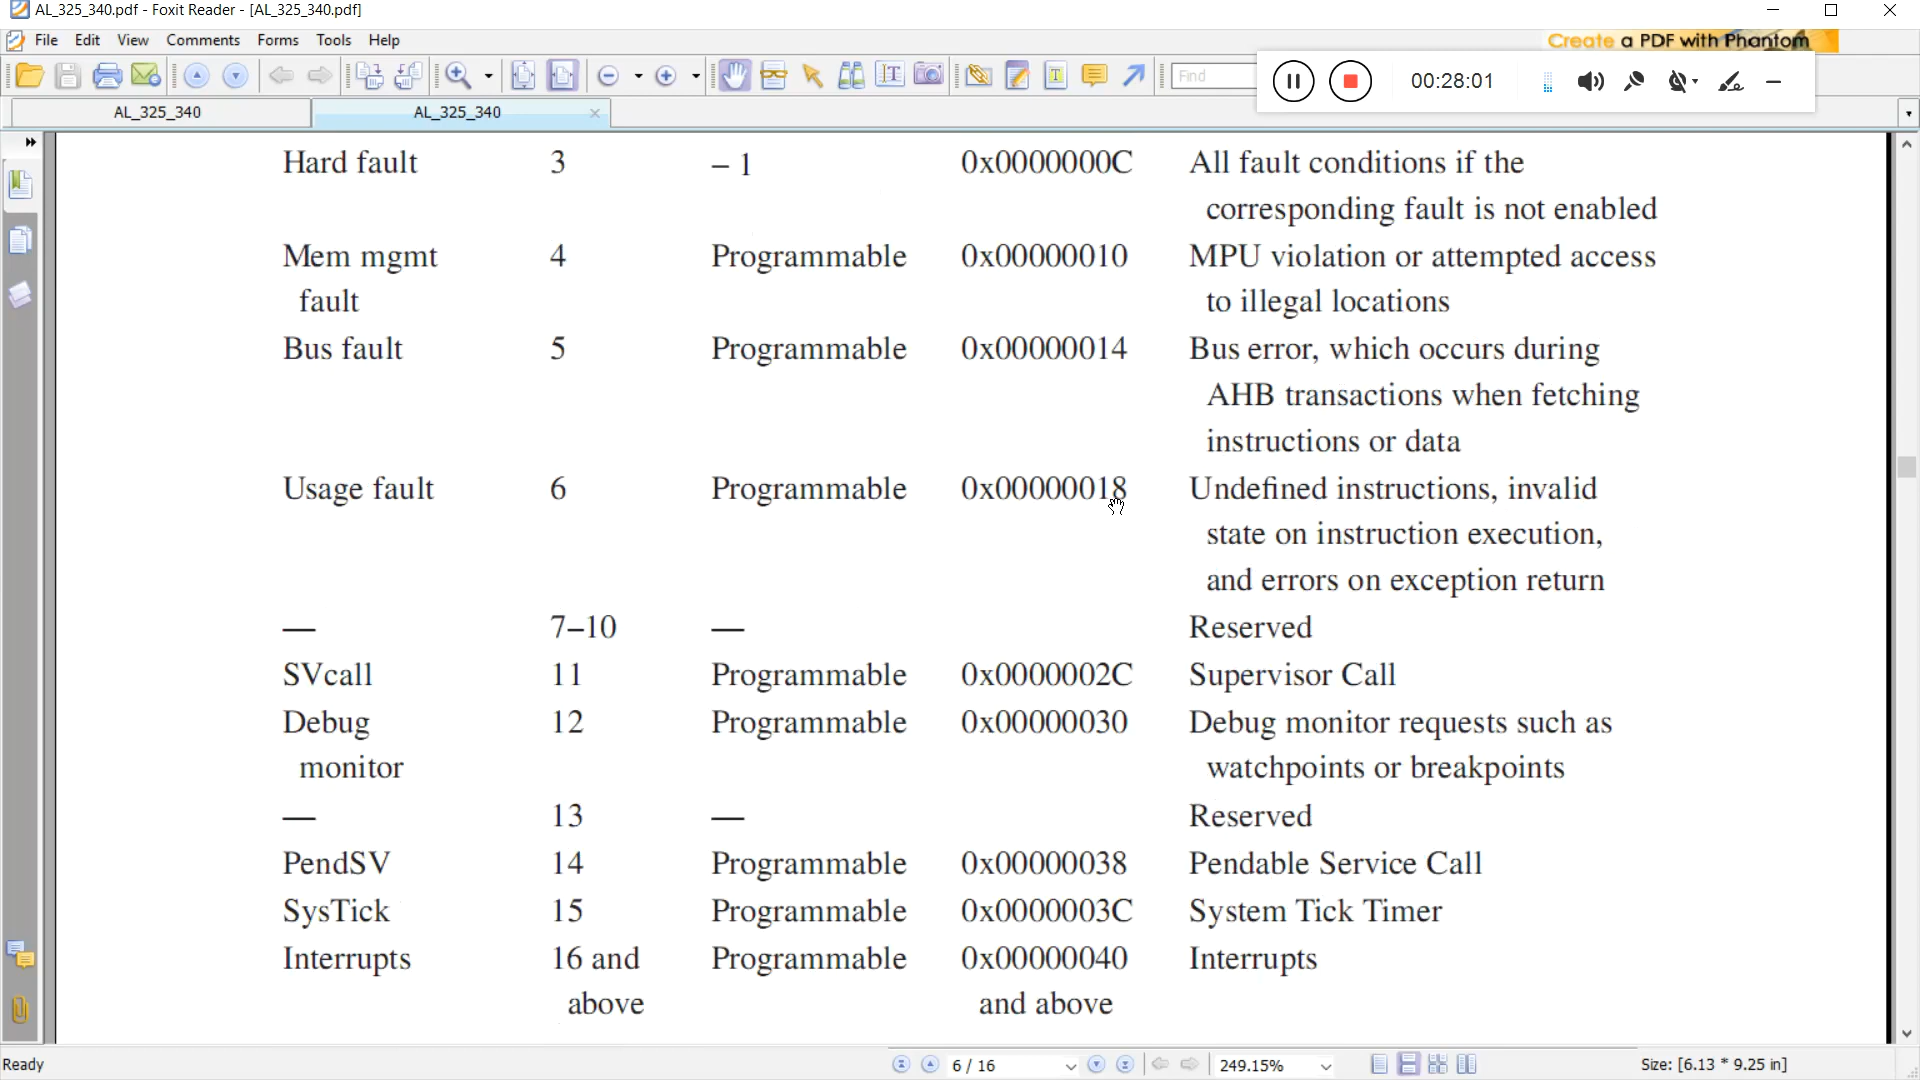 AL_325_340.pdf - Foxit Reader - [AL_325_340.pdf]
File Edit View Comments Forms Tools Help
Create a PDF with Phantom
Find
00:28:01
AL_325_340 AL_325_340
Hard fault 3 – 1 0x0000000C All fault conditions if the
corresponding fault is not enabled
Mem mgmt 4 Programmable 0x00000010 MPU violation or attempted access
fault to illegal locations
Bus fault 5 Programmable 0x00000014 Bus error, which occurs during
AHB transactions when fetching
instructions or data
Usage fault 6 Programmable 0x00000018 Undefined instructions, invalid
state on instruction execution,
and errors on exception return
— 7–10 — Reserved
SVcall 11 Programmable 0x0000002C Supervisor Call
Debug 12 Programmable 0x00000030 Debug monitor requests such as
monitor watchpoints or breakpoints
— 13 — Reserved
PendSV 14 Programmable 0x00000038 Pendable Service Call
SysTick 15 Programmable 0x0000003C System Tick Timer
Interrupts 16 and Programmable 0x00000040 Interrupts
above and above
Ready 6 / 16 249.15% Size: [6.13 * 9.25 in]